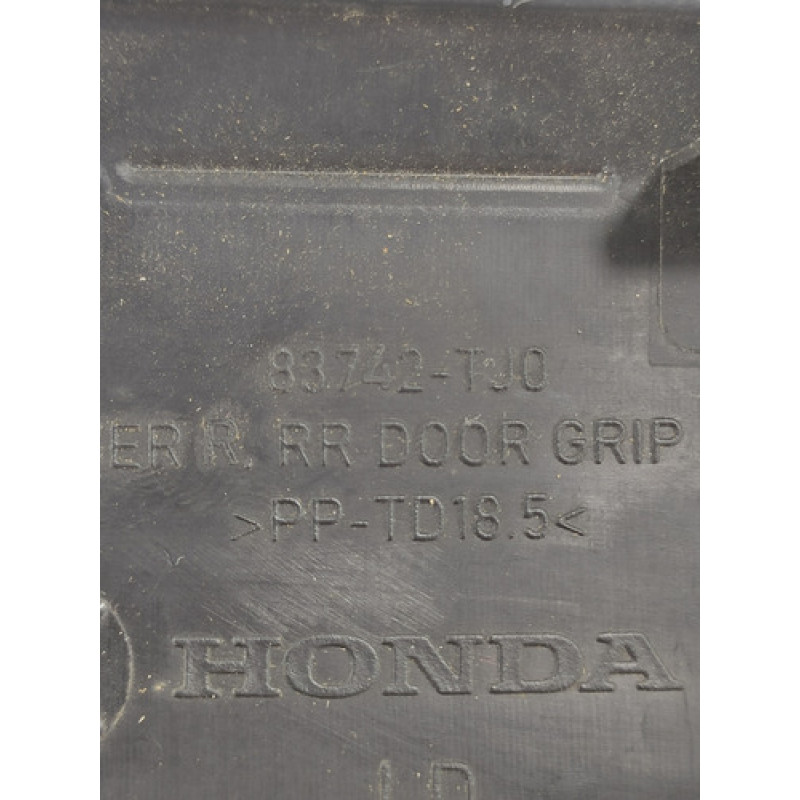 83742-TJ0
ER R, RR DOOR GRIP
>PP-TD18.5<
HONDA